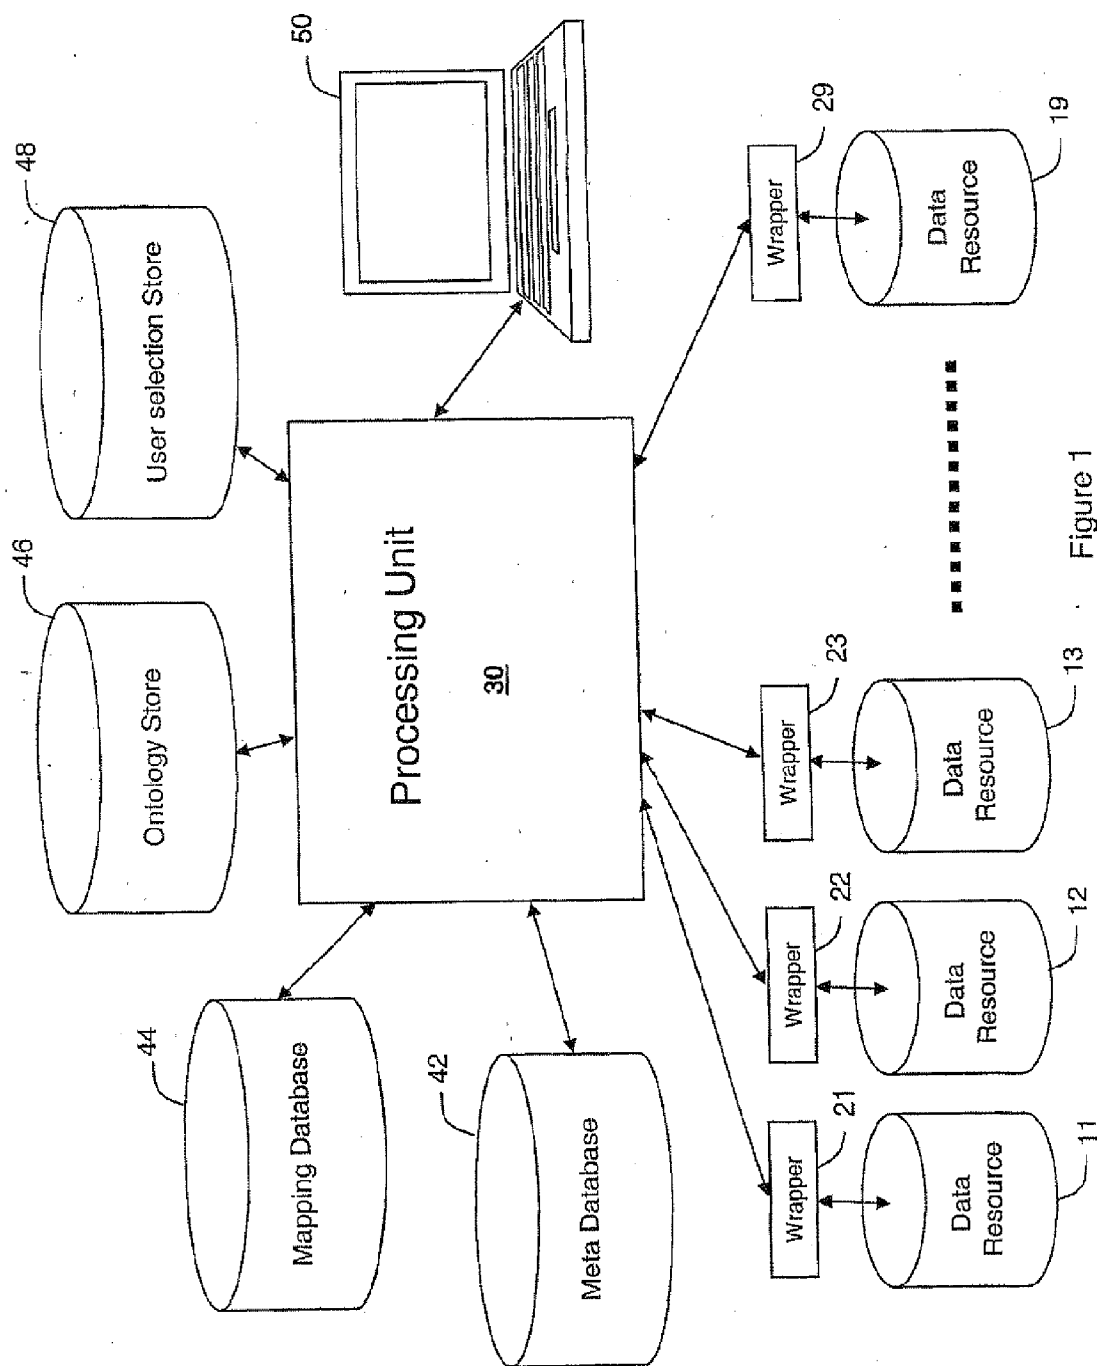 48
User selection Store
46
Ontology Store
50
44
Mapping Database
42
Meta Database
Processing Unit
30
Wrapper
21
Wrapper
22
Wrapper
23
Wrapper
29
Data
Resource
11
Data
Resource
12
Data
Resource
13
Data
Resource
19
Figure 1